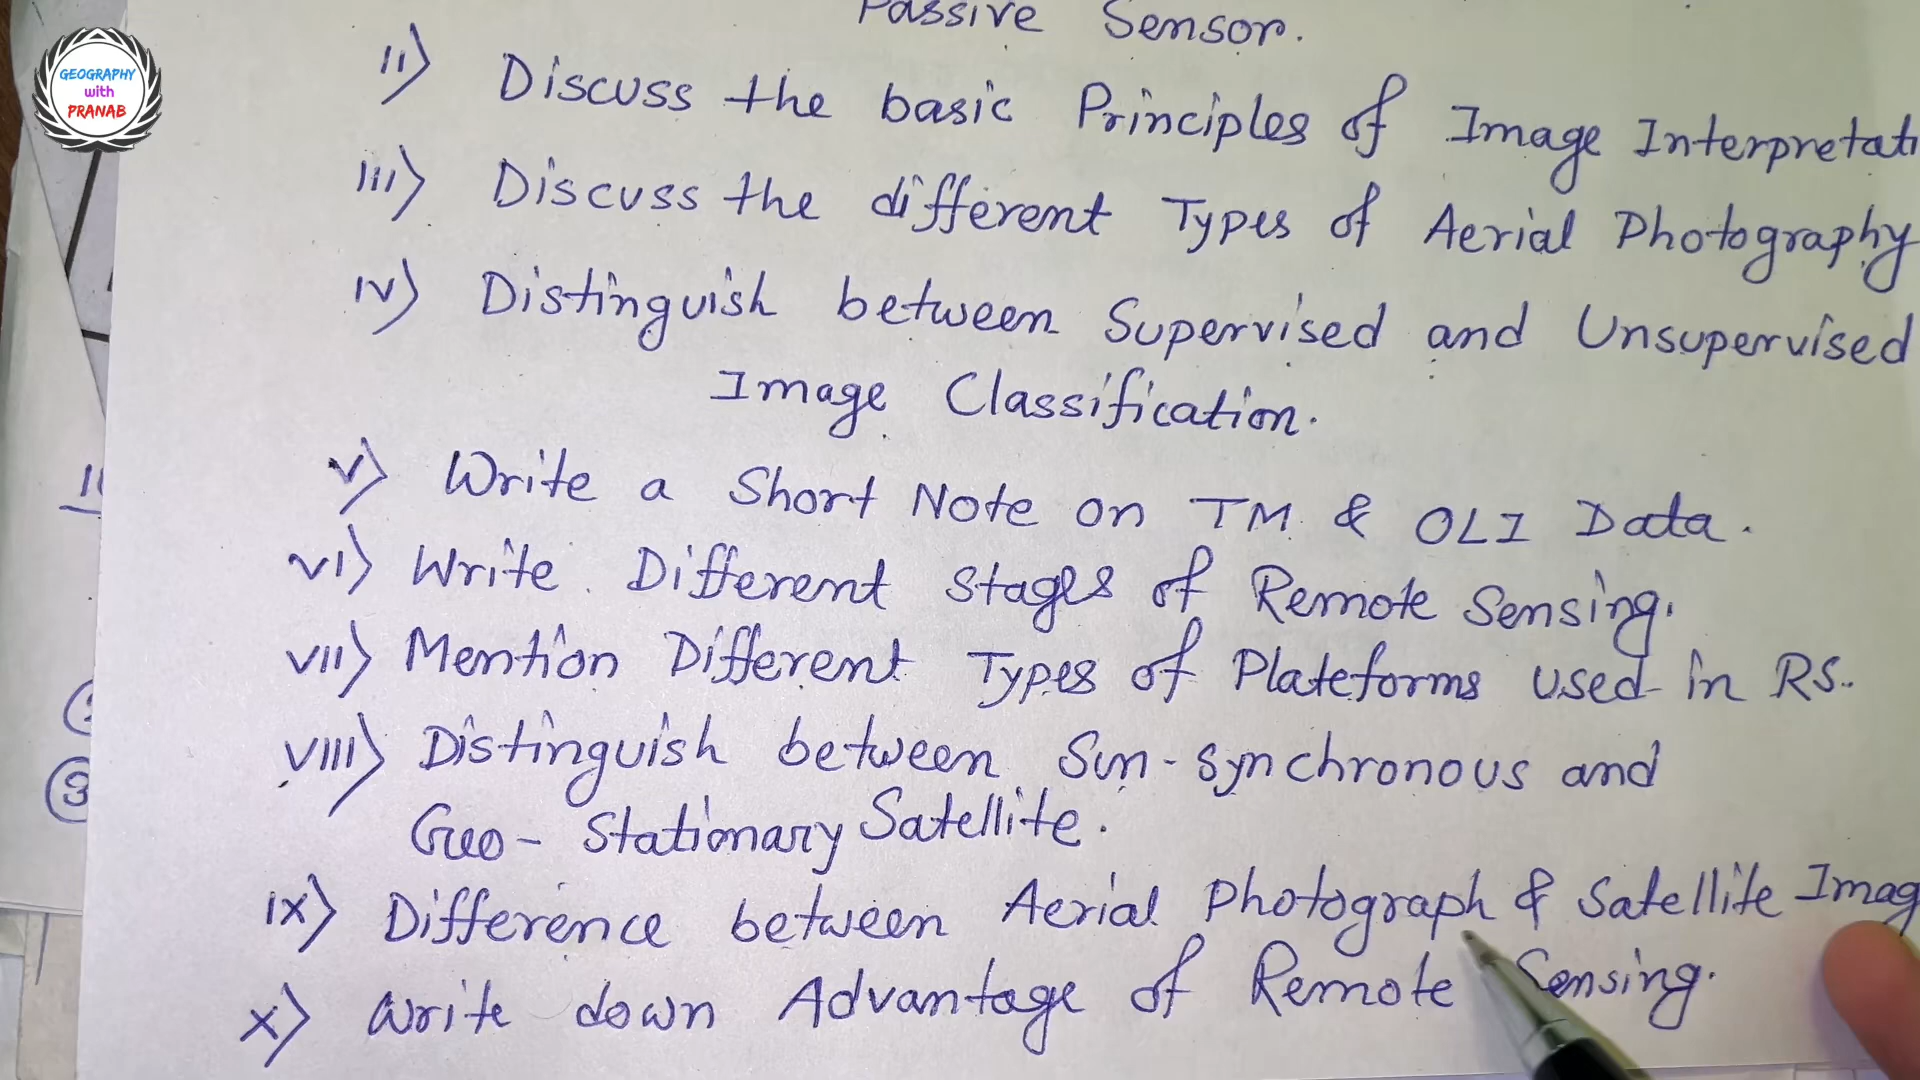 GEOGRAPHY
with
PRANAB
Passive Sensor.
II) Discuss the basic Principles of Image Interpretati
III) Discuss the different Types of Aerial Photography
IV) Distinguish between Supervised and Unsupervised
Image Classification.
V) Write a Short Note on TM & OLI Data.
VI) Write Different Stages of Remote Sensing.
VII) Mention Different Types of Plateforms used in RS.
VIII) Distinguish between Sun-synchronous and
Geo-Stationary Satellite.
IX) Difference between Aerial Photograph & Satellite Imag
X) Write down Advantage of Remote Sensing.
3